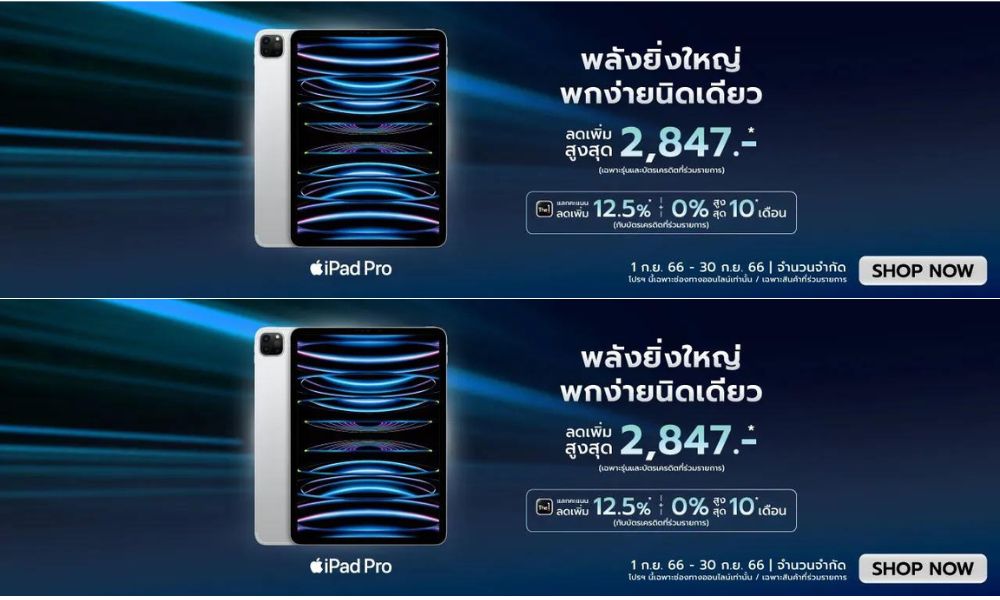 พลังยิ่งใหญ่
พกง่ายนิดเดียว
ลดเพิ่ม
สูงสุด 2,847.-*
(เฉพาะรุ่นและบัตรเครดิตที่ร่วมรายการ)
The1 แลกคะแนน ลดเพิ่ม 12.5%* + 0% สูงสุด 10* เดือน
(กับบัตรเครดิตที่ร่วมรายการ)
iPad Pro
1 ก.ย. 66 - 30 ก.ย. 66 | จำนวนจำกัด
โปรฯ นี้เฉพาะช่องทางออนไลน์เท่านั้น / เฉพาะสินค้าที่ร่วมรายการ
SHOP NOW
พลังยิ่งใหญ่
พกง่ายนิดเดียว
ลดเพิ่ม
สูงสุด 2,847.-*
(เฉพาะรุ่นและบัตรเครดิตที่ร่วมรายการ)
The1 แลกคะแนน ลดเพิ่ม 12.5%* + 0% สูงสุด 10* เดือน
(กับบัตรเครดิตที่ร่วมรายการ)
iPad Pro
1 ก.ย. 66 - 30 ก.ย. 66 | จำนวนจำกัด
โปรฯ นี้เฉพาะช่องทางออนไลน์เท่านั้น / เฉพาะสินค้าที่ร่วมรายการ
SHOP NOW